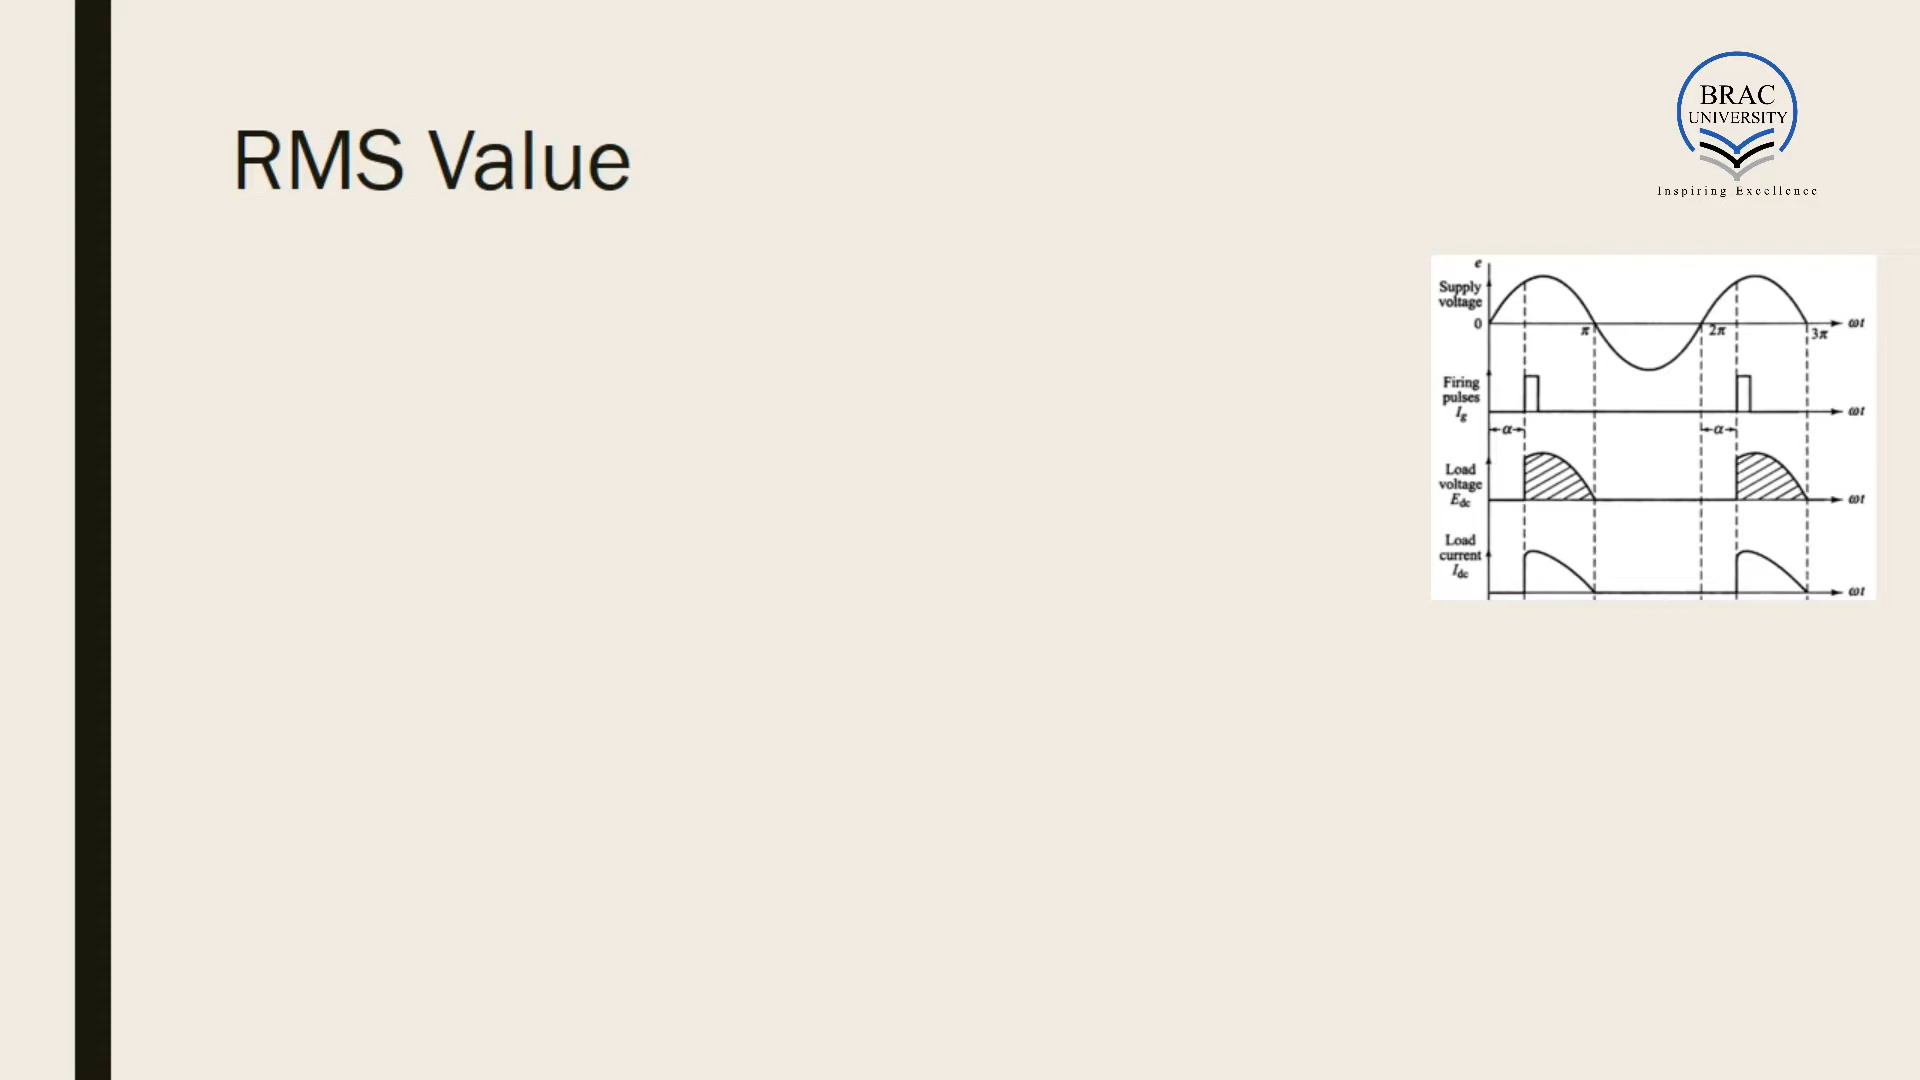 RMS Value
BRAC
UNIVERSITY
Inspiring Excellence
e
Supply
voltage
0
π
2π
3π
ωt
Firing
pulses
Ig
ωt
α
α
Load
voltage
Edc
ωt
Load
current
Idc
ωt